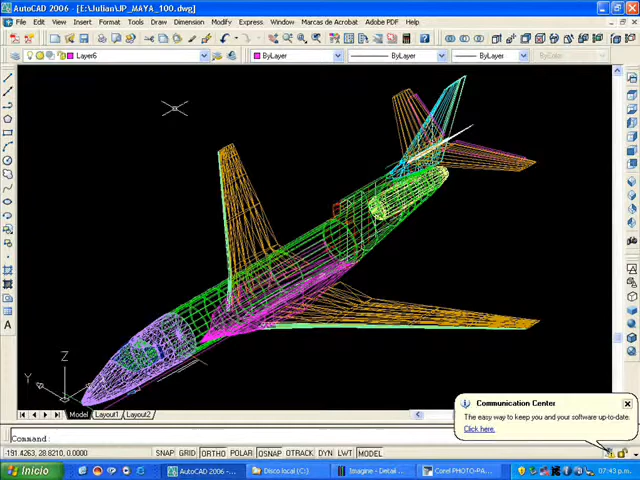 AutoCAD 2006 - [E:\Julian\JP_MAYA_100.dwg]
File Edit View Insert Format Tools Draw Dimension Modify Express Window Marcas de Acrobat Adobe PDF Help
Layer6 ByLayer ByLayer ByLayer ByColor
Z
Y
Model Layout1 Layout2
Communication Center
The easy way to keep you and your software up-to-date.
Click here.
Command:
-191.4263, 28.8210, 0.0000 SNAP GRID ORTHO POLAR OSNAP OTRACK DYN LWT MODEL
Inicio AutoCAD 2006 -... Disco local (C:) Imagine - Detall... Corel PHOTO-PA... 07:43 p.m.